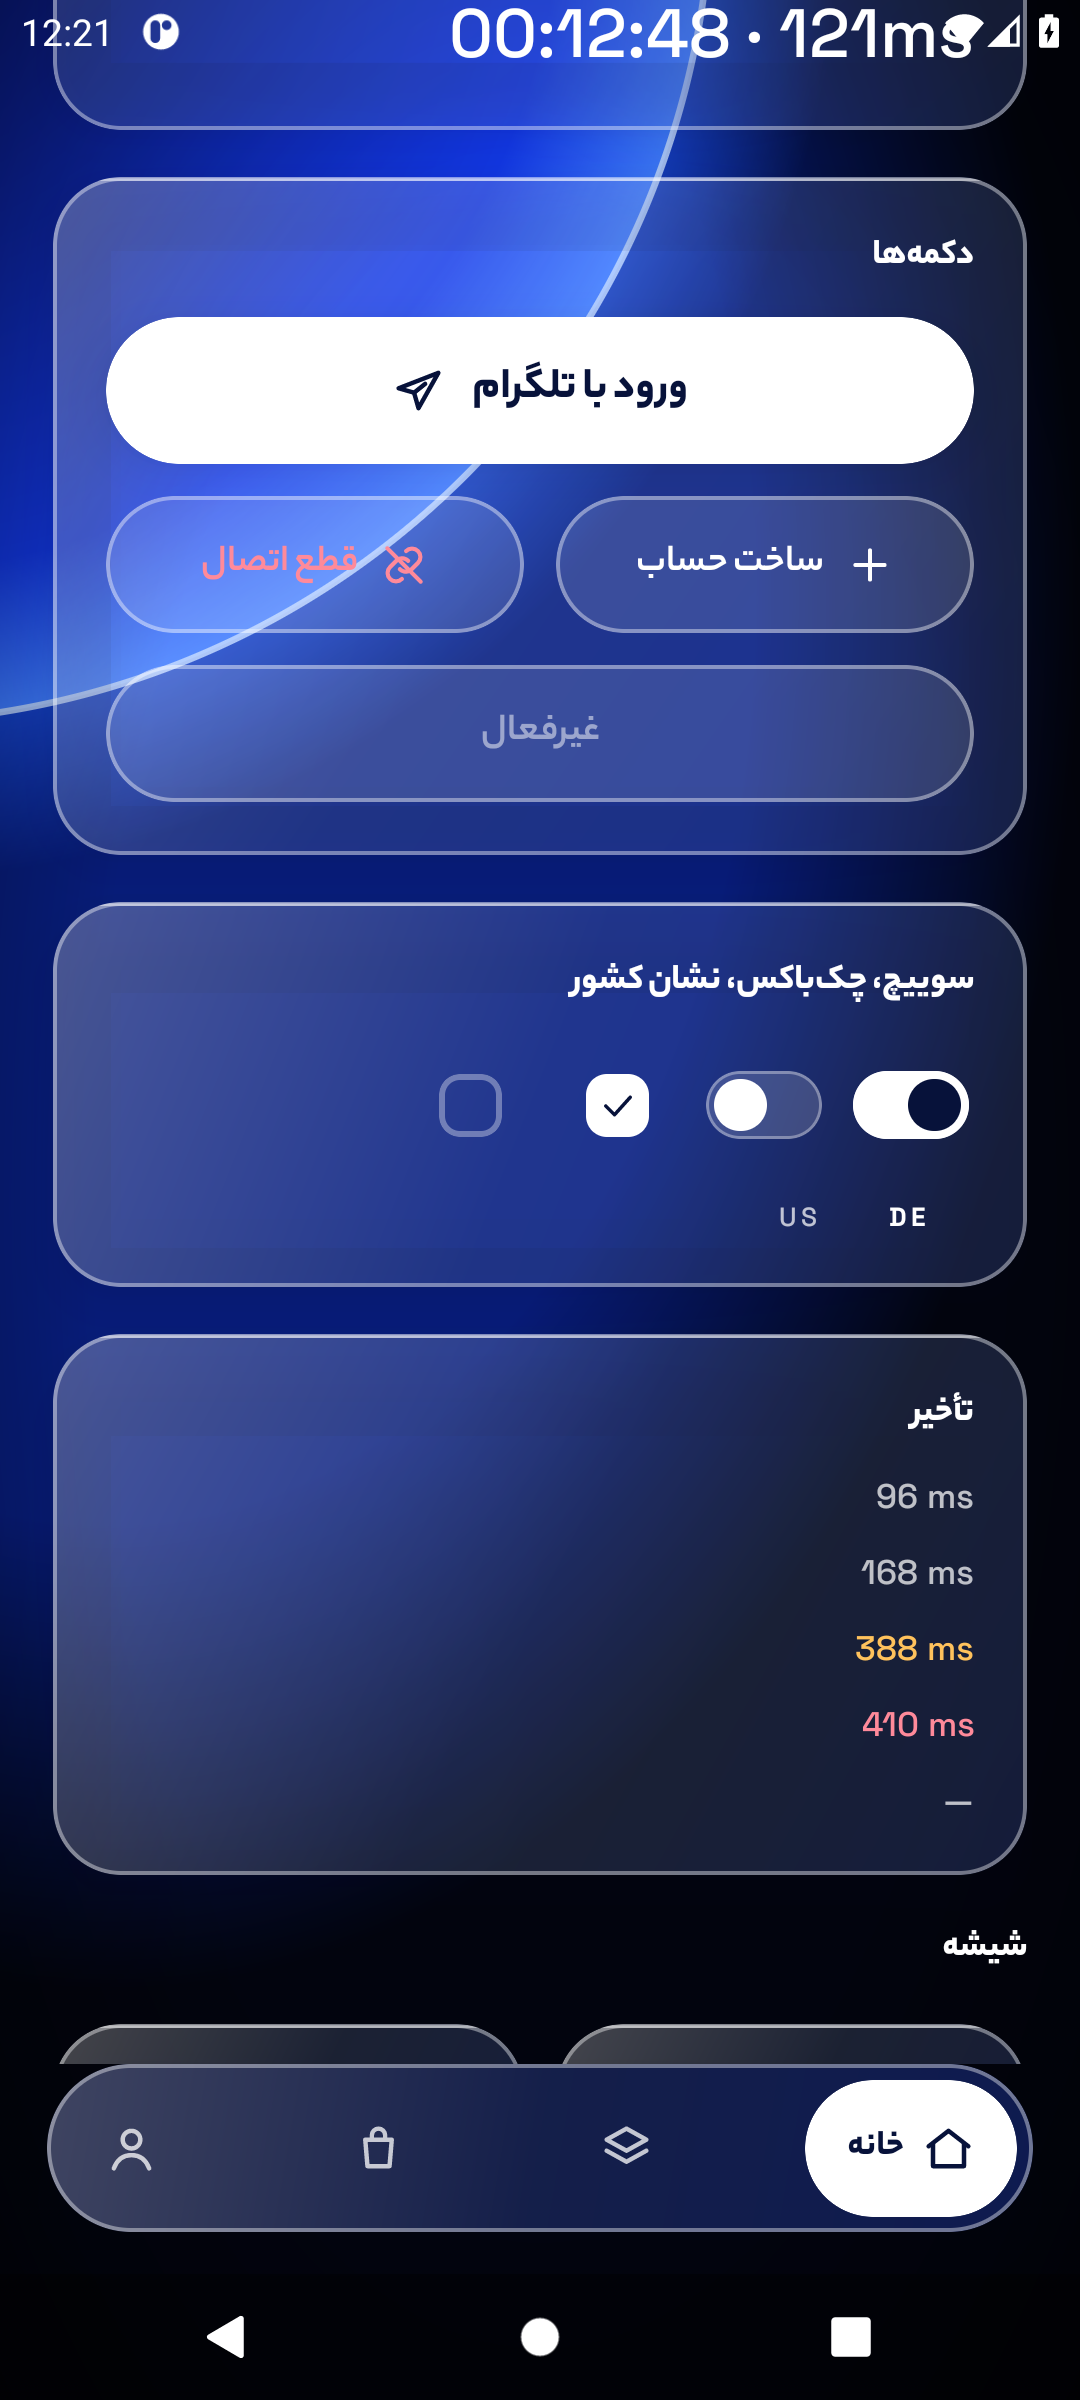 12:21
00:12:48 · 121ms
دکمه‌ها
ورود با تلگرام
ساخت حساب
قطع اتصال
غیرفعال
سوییچ، چک‌باکس، نشان کشور
DE US
تأخیر
96 ms
168 ms
388 ms
410 ms
—
شیشه
خانه